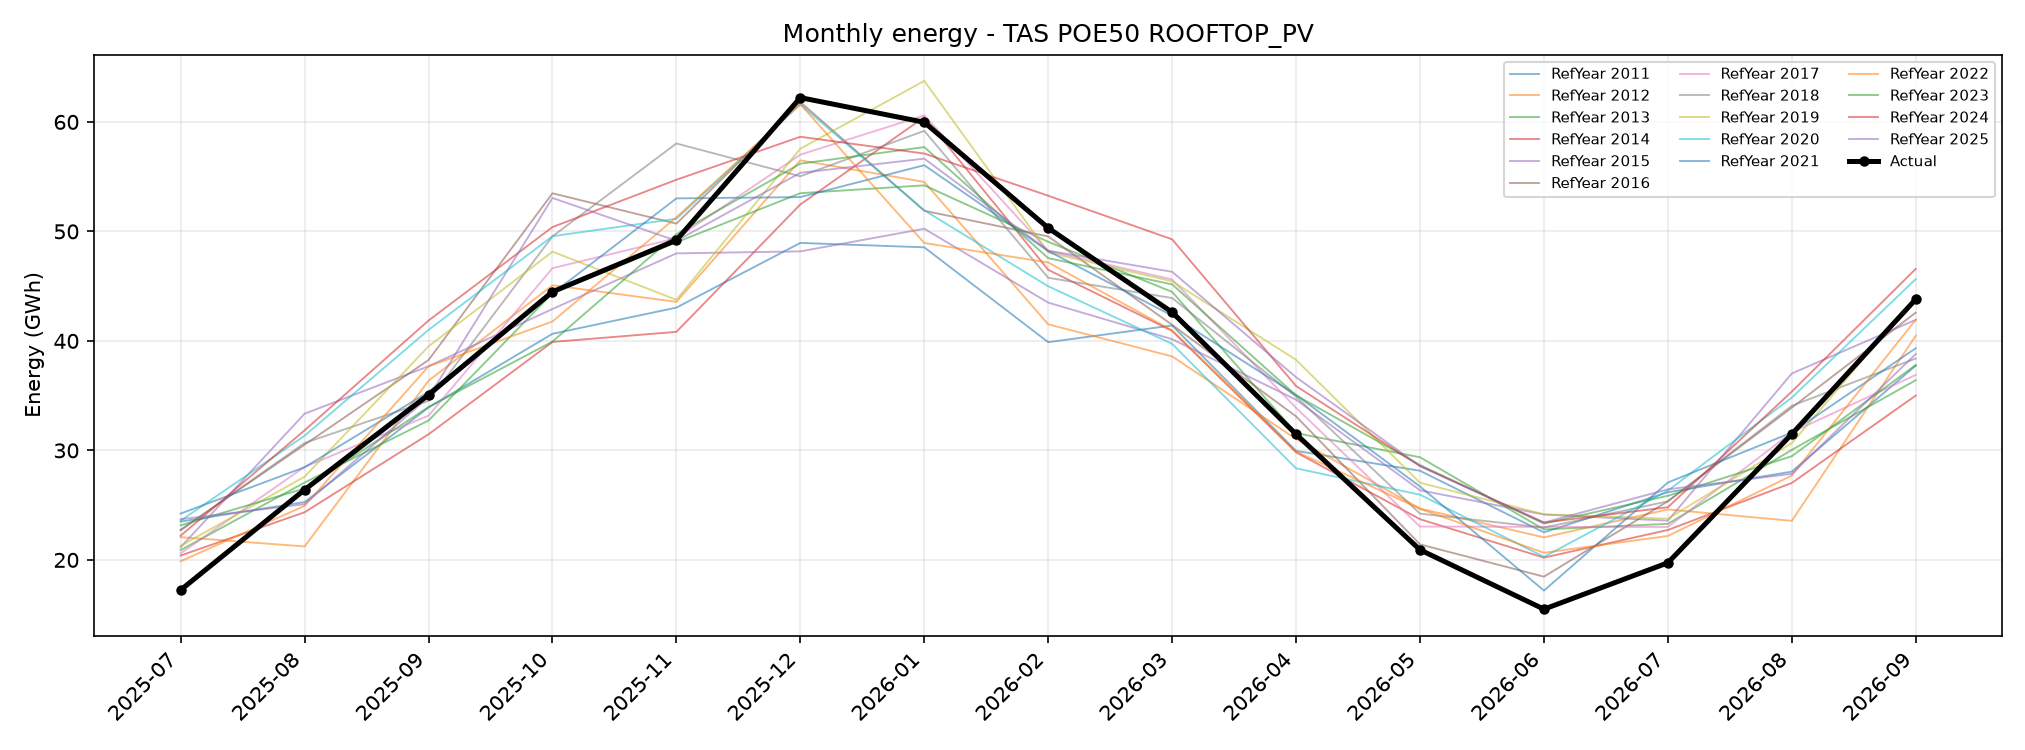 Monthly energy - TAS POE50 ROOFTOP_PV
Energy (GWh)
60
50
40
30
20
2025-07
2025-08
2025-09
2025-10
2025-11
2025-12
2026-01
2026-02
2026-03
2026-04
2026-05
2026-06
2026-07
2026-08
2026-09
RefYear 2011
RefYear 2012
RefYear 2013
RefYear 2014
RefYear 2015
RefYear 2016
RefYear 2017
RefYear 2018
RefYear 2019
RefYear 2020
RefYear 2021
RefYear 2022
RefYear 2023
RefYear 2024
RefYear 2025
Actual